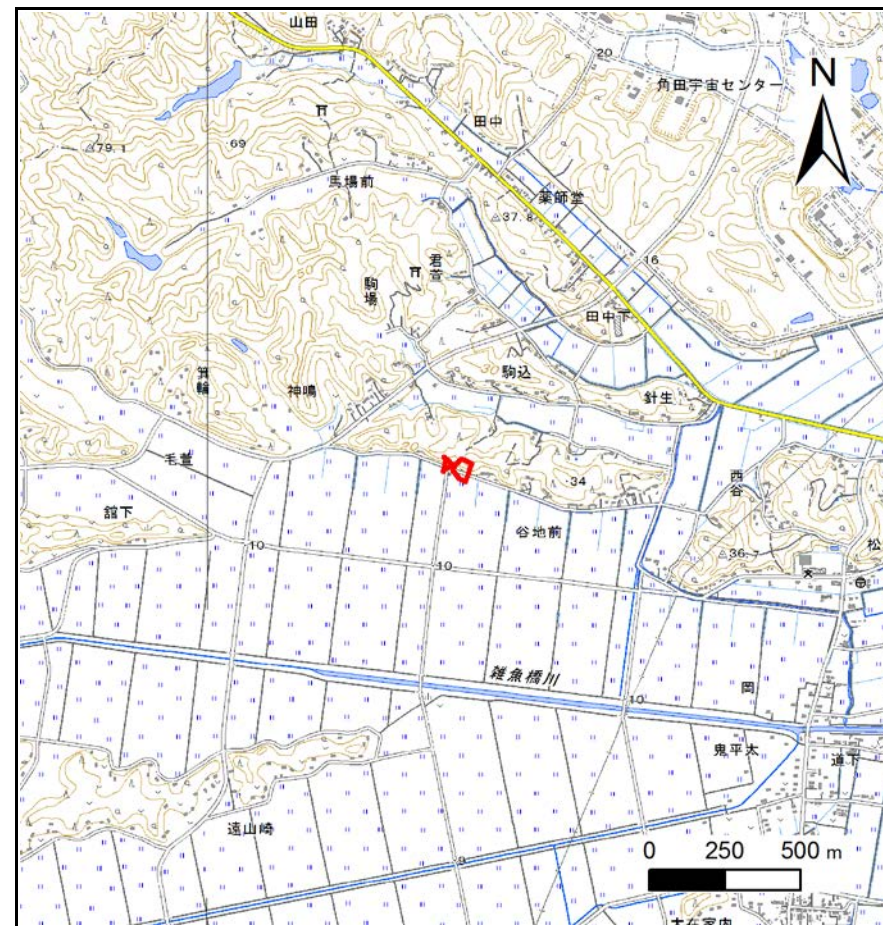 山田
20
角田宇宙センター
N
田中
79.1
69
馬場前
薬師堂
37.8
君萱
駒場
16
田中下
30
駒込
箕輪
神鳴
針生
毛萱
34
西谷
舘下
谷地前
松
10
10
36.7
雑魚橋川
岡
10
鬼平太
道下
遠山崎
9
0 250 500 m